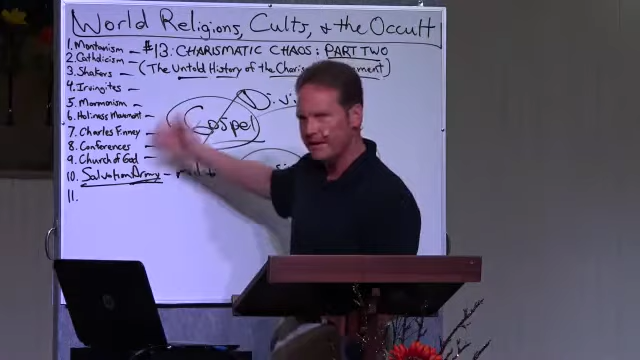 World Religions, Cults, & the Occult
#13: CHARISMATIC CHAOS: PART TWO
(The Untold History of the
1. Montanism –
2. Catholicism –
3. Shakers –
4. Irvingites –
5. Mormonism –
6. Holiness Movement –
7. Charles Finney –
8. Conferences –
9. Church of God –
10. Salvation Army –
11.
Gospel